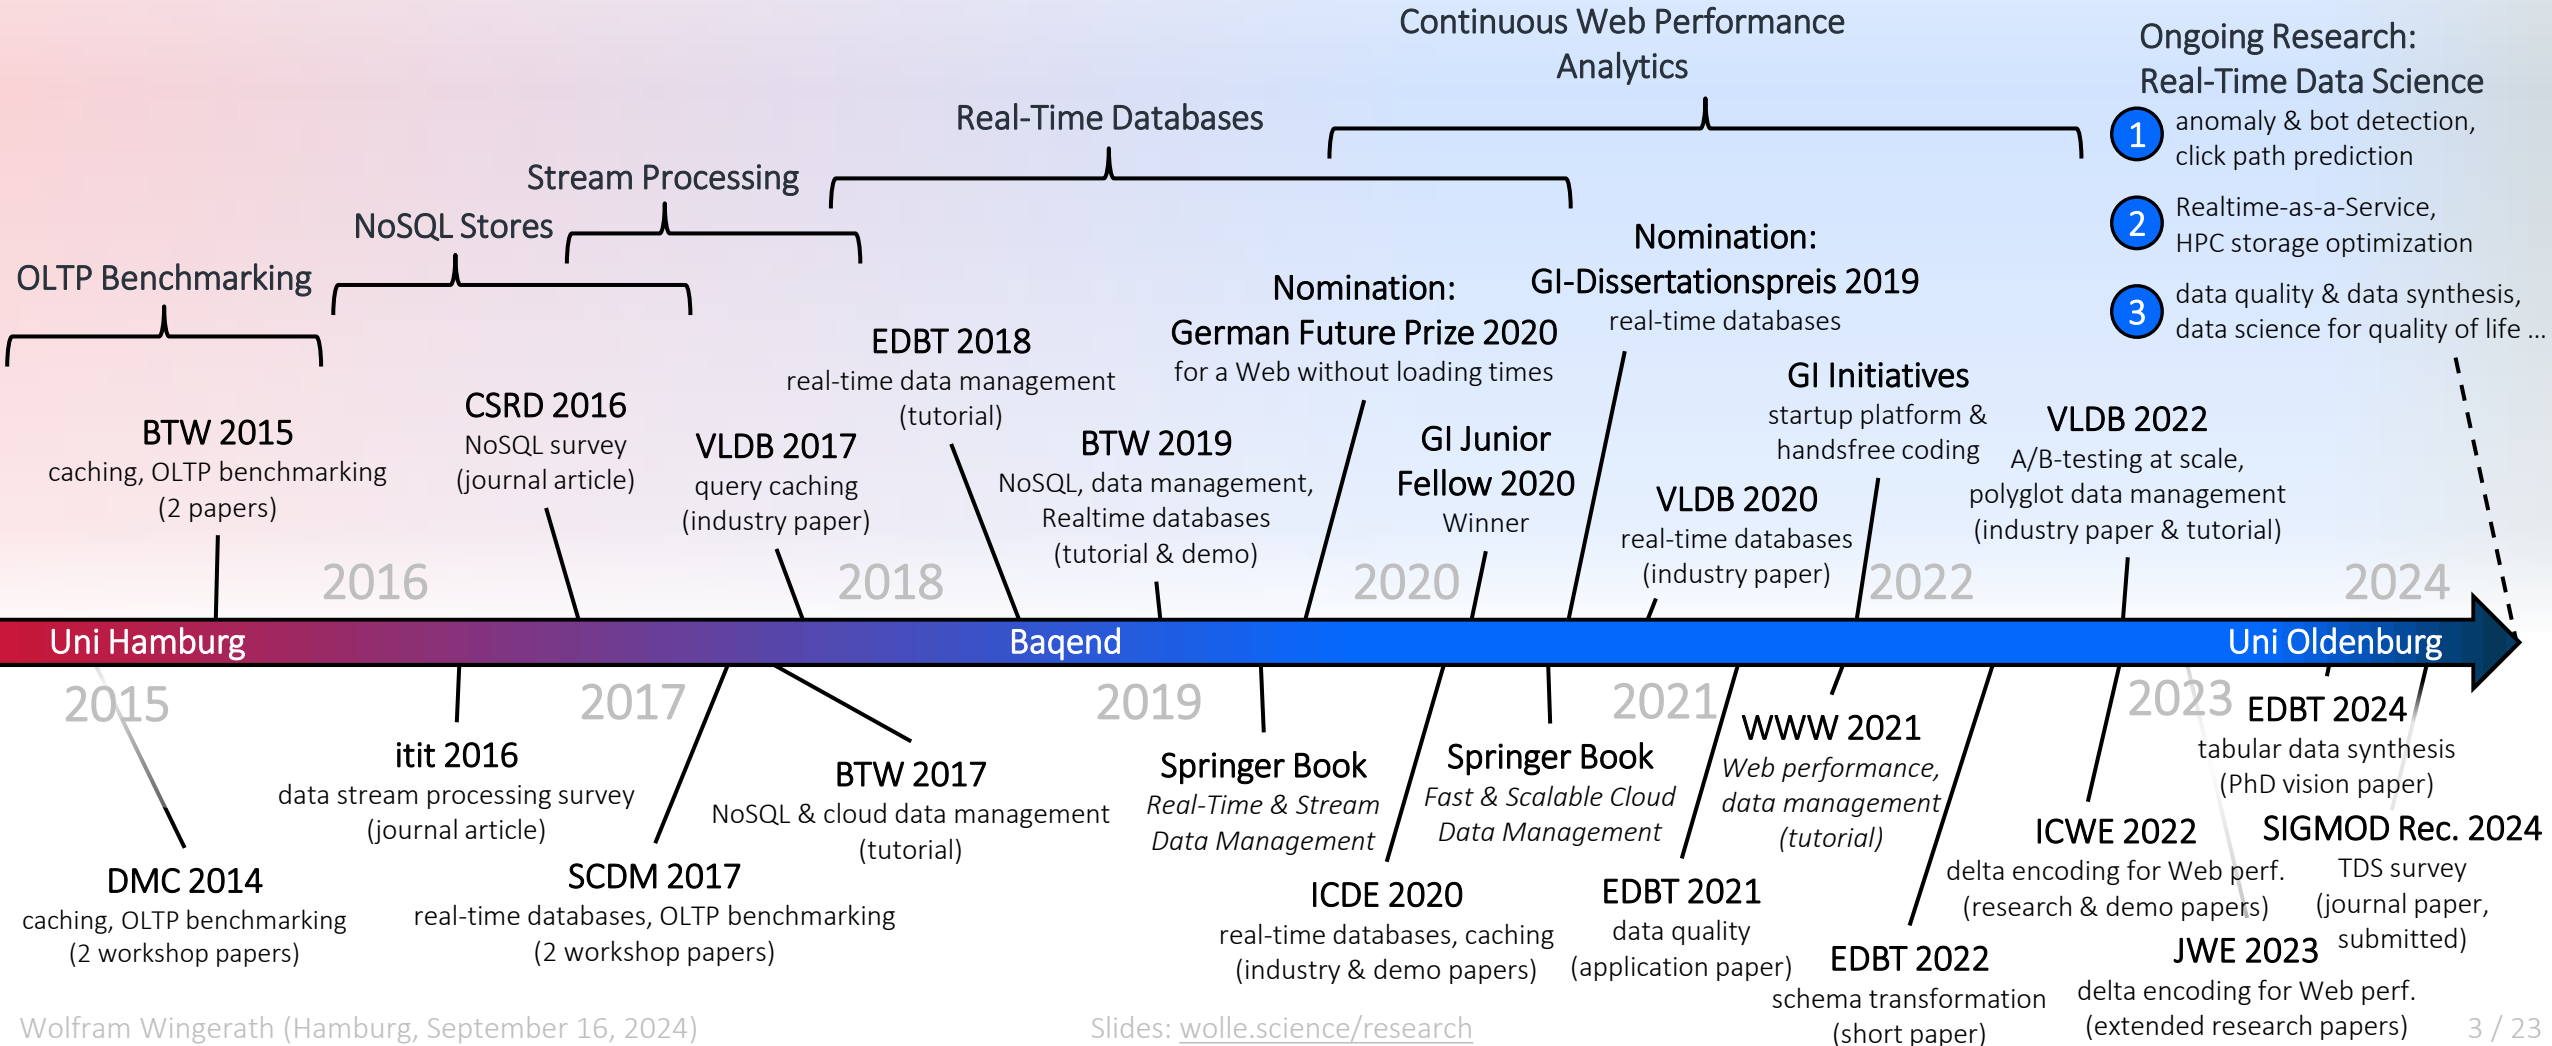 Continuous Web Performance
Analytics
Ongoing Research:
Real-Time Data Science
1
anomaly & bot detection,
click path prediction
2
Realtime-as-a-Service,
HPC storage optimization
3
data quality & data synthesis,
data science for quality of life ...
Real-Time Databases
Stream Processing
NoSQL Stores
OLTP Benchmarking
BTW 2015
caching, OLTP benchmarking
(2 papers)
CSRD 2016
NoSQL survey
(journal article)
VLDB 2017
query caching
(industry paper)
EDBT 2018
real-time data management
(tutorial)
BTW 2019
NoSQL, data management,
Realtime databases
(tutorial & demo)
Nomination:
German Future Prize 2020
for a Web without loading times
GI Junior
Fellow 2020
Winner
Nomination:
GI-Dissertationspreis 2019
real-time databases
VLDB 2020
real-time databases
(industry paper)
GI Initiatives
startup platform &
handsfree coding
VLDB 2022
A/B-testing at scale,
polyglot data management
(industry paper & tutorial)
2016
2018
2020
2022
2024
Uni Hamburg
Baqend
Uni Oldenburg
2015
2017
2019
2021
2023
DMC 2014
caching, OLTP benchmarking
(2 workshop papers)
itit 2016
data stream processing survey
(journal article)
SCDM 2017
real-time databases, OLTP benchmarking
(2 workshop papers)
BTW 2017
NoSQL & cloud data management
(tutorial)
Springer Book
Real-Time & Stream
Data Management
ICDE 2020
real-time databases, caching
(industry & demo papers)
Springer Book
Fast & Scalable Cloud
Data Management
EDBT 2021
data quality
(application paper)
WWW 2021
Web performance,
data management
(tutorial)
EDBT 2022
schema transformation
(short paper)
ICWE 2022
delta encoding for Web perf.
(research & demo papers)
JWE 2023
delta encoding for Web perf.
(extended research papers)
EDBT 2024
tabular data synthesis
(PhD vision paper)
SIGMOD Rec. 2024
TDS survey
(journal paper,
submitted)
Wolfram Wingerath (Hamburg, September 16, 2024)
Slides: wolle.science/research
3 / 23